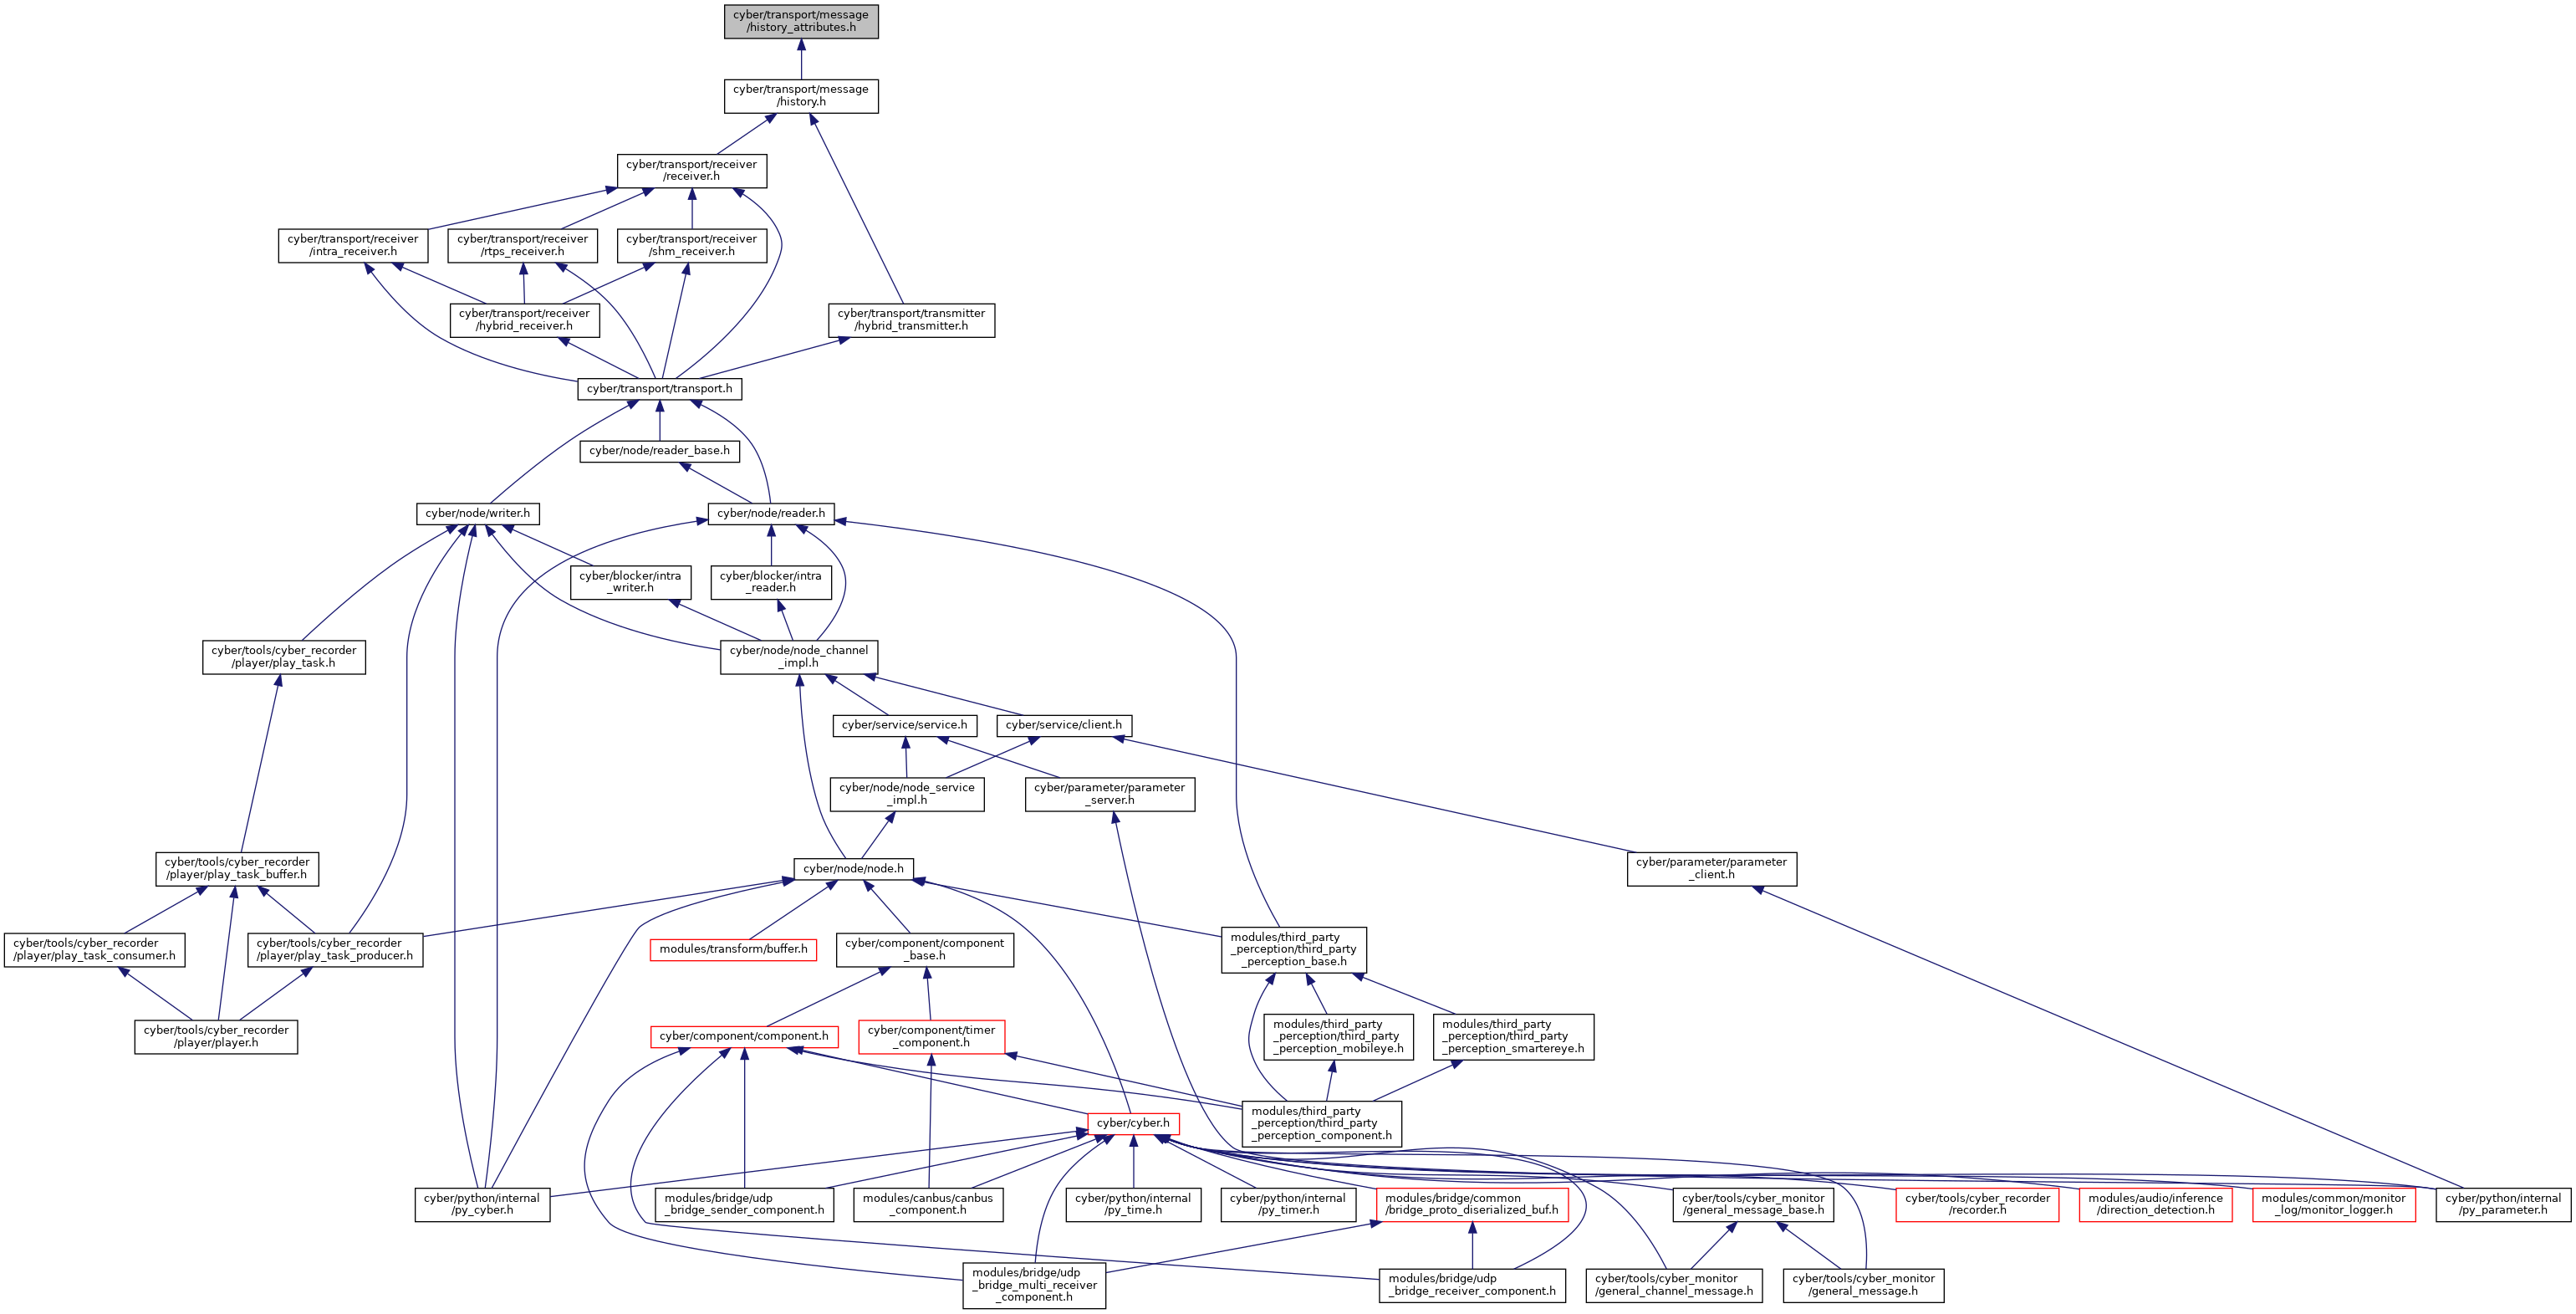 cyber/transport/message
/history_attributes.h
cyber/transport/message
/history.h
cyber/transport/receiver
/receiver.h
cyber/transport/receiver
/intra_receiver.h
cyber/transport/receiver
/rtps_receiver.h
cyber/transport/receiver
/shm_receiver.h
cyber/transport/receiver
/hybrid_receiver.h
cyber/transport/transmitter
/hybrid_transmitter.h
cyber/transport/transport.h
cyber/node/reader_base.h
cyber/node/writer.h
cyber/node/reader.h
cyber/blocker/intra
_writer.h
cyber/blocker/intra
_reader.h
cyber/tools/cyber_recorder
/player/play_task.h
cyber/node/node_channel
_impl.h
cyber/service/service.h
cyber/service/client.h
cyber/node/node_service
_impl.h
cyber/parameter/parameter
_server.h
cyber/tools/cyber_recorder
/player/play_task_buffer.h
cyber/node/node.h
cyber/parameter/parameter
_client.h
cyber/tools/cyber_recorder
/player/play_task_consumer.h
cyber/tools/cyber_recorder
/player/play_task_producer.h
modules/transform/buffer.h
cyber/component/component
_base.h
modules/third_party
_perception/third_party
_perception_base.h
cyber/tools/cyber_recorder
/player/player.h
cyber/component/component.h
cyber/component/timer
_component.h
modules/third_party
_perception/third_party
_perception_mobileye.h
modules/third_party
_perception/third_party
_perception_smartereye.h
cyber/cyber.h
modules/third_party
_perception/third_party
_perception_component.h
cyber/python/internal
/py_cyber.h
modules/bridge/udp
_bridge_sender_component.h
modules/canbus/canbus
_component.h
cyber/python/internal
/py_time.h
cyber/python/internal
/py_timer.h
modules/bridge/common
/bridge_proto_diserialized_buf.h
cyber/tools/cyber_monitor
/general_message_base.h
cyber/tools/cyber_recorder
/recorder.h
modules/audio/inference
/direction_detection.h
modules/common/monitor
_log/monitor_logger.h
cyber/python/internal
/py_parameter.h
modules/bridge/udp
_bridge_multi_receiver
_component.h
modules/bridge/udp
_bridge_receiver_component.h
cyber/tools/cyber_monitor
/general_channel_message.h
cyber/tools/cyber_monitor
/general_message.h